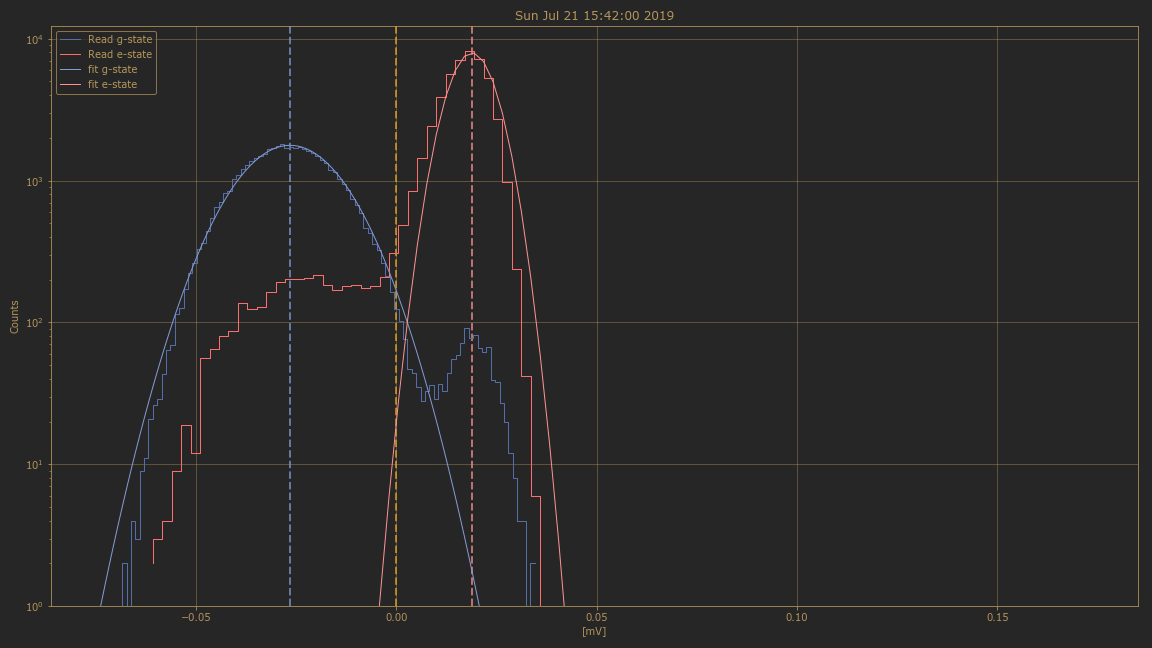 Sun Jul 21 15:42:00 2019
Read g-state
Read e-state
fit g-state
fit e-state
Counts
10⁴
10³
10²
10¹
10⁰
−0.05
0.00
0.05
0.10
0.15
[mV]